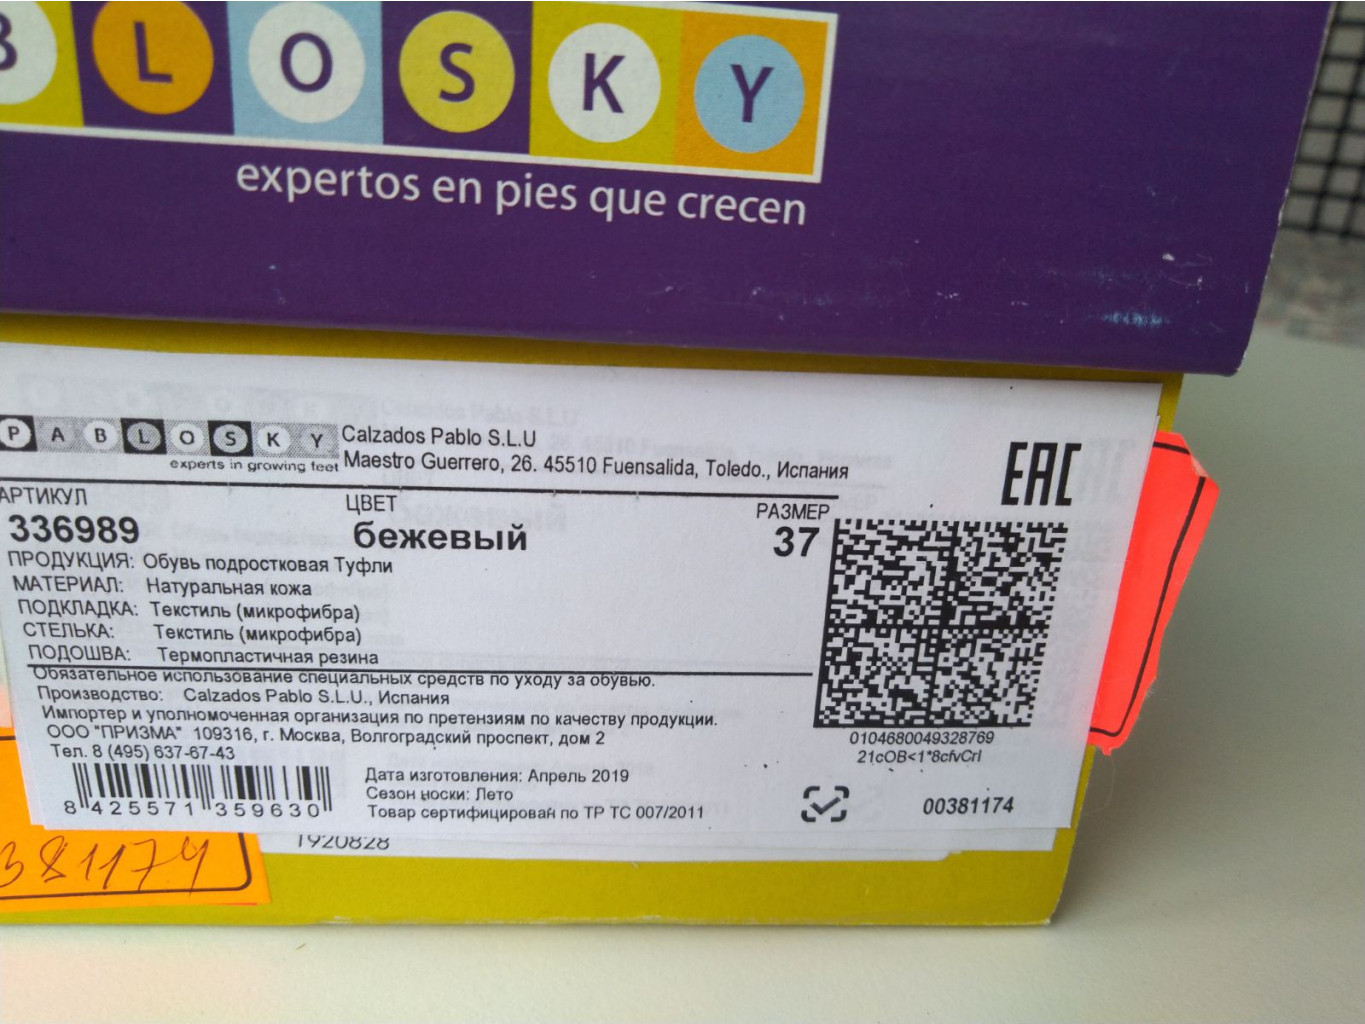 BLOSKY
expertos en pies que crecen
PABLOSKY
experts in growing feet
Calzados Pablo S.L.U
Maestro Guerrero, 26. 45510 Fuensalida, Toledo., Испания
EAC
АРТИКУЛ ЦВЕТ РАЗМЕР
336989 бежевый 37
ПРОДУКЦИЯ: Обувь подростковая Туфли
МАТЕРИАЛ: Натуральная кожа
ПОДКЛАДКА: Текстиль (микрофибра)
СТЕЛЬКА: Текстиль (микрофибра)
ПОДОШВА: Термопластичная резина
Обязательное использование специальных средств по уходу за обувью.
Производство: Calzados Pablo S.L.U., Испания
Импортер и уполномоченная организация по претензиям по качеству продукции.
ООО "ПРИЗМА" 109316, г. Москва, Волгоградский проспект, дом 2
Тел. 8 (495) 637-67-43
0104680049328769
21cOB<1*8cfvCrI
8 425571 359630
Дата изготовления: Апрель 2019
Сезон носки: Лето
Товар сертифицирован по ТР ТС 007/2011
00381174
1920828
381174